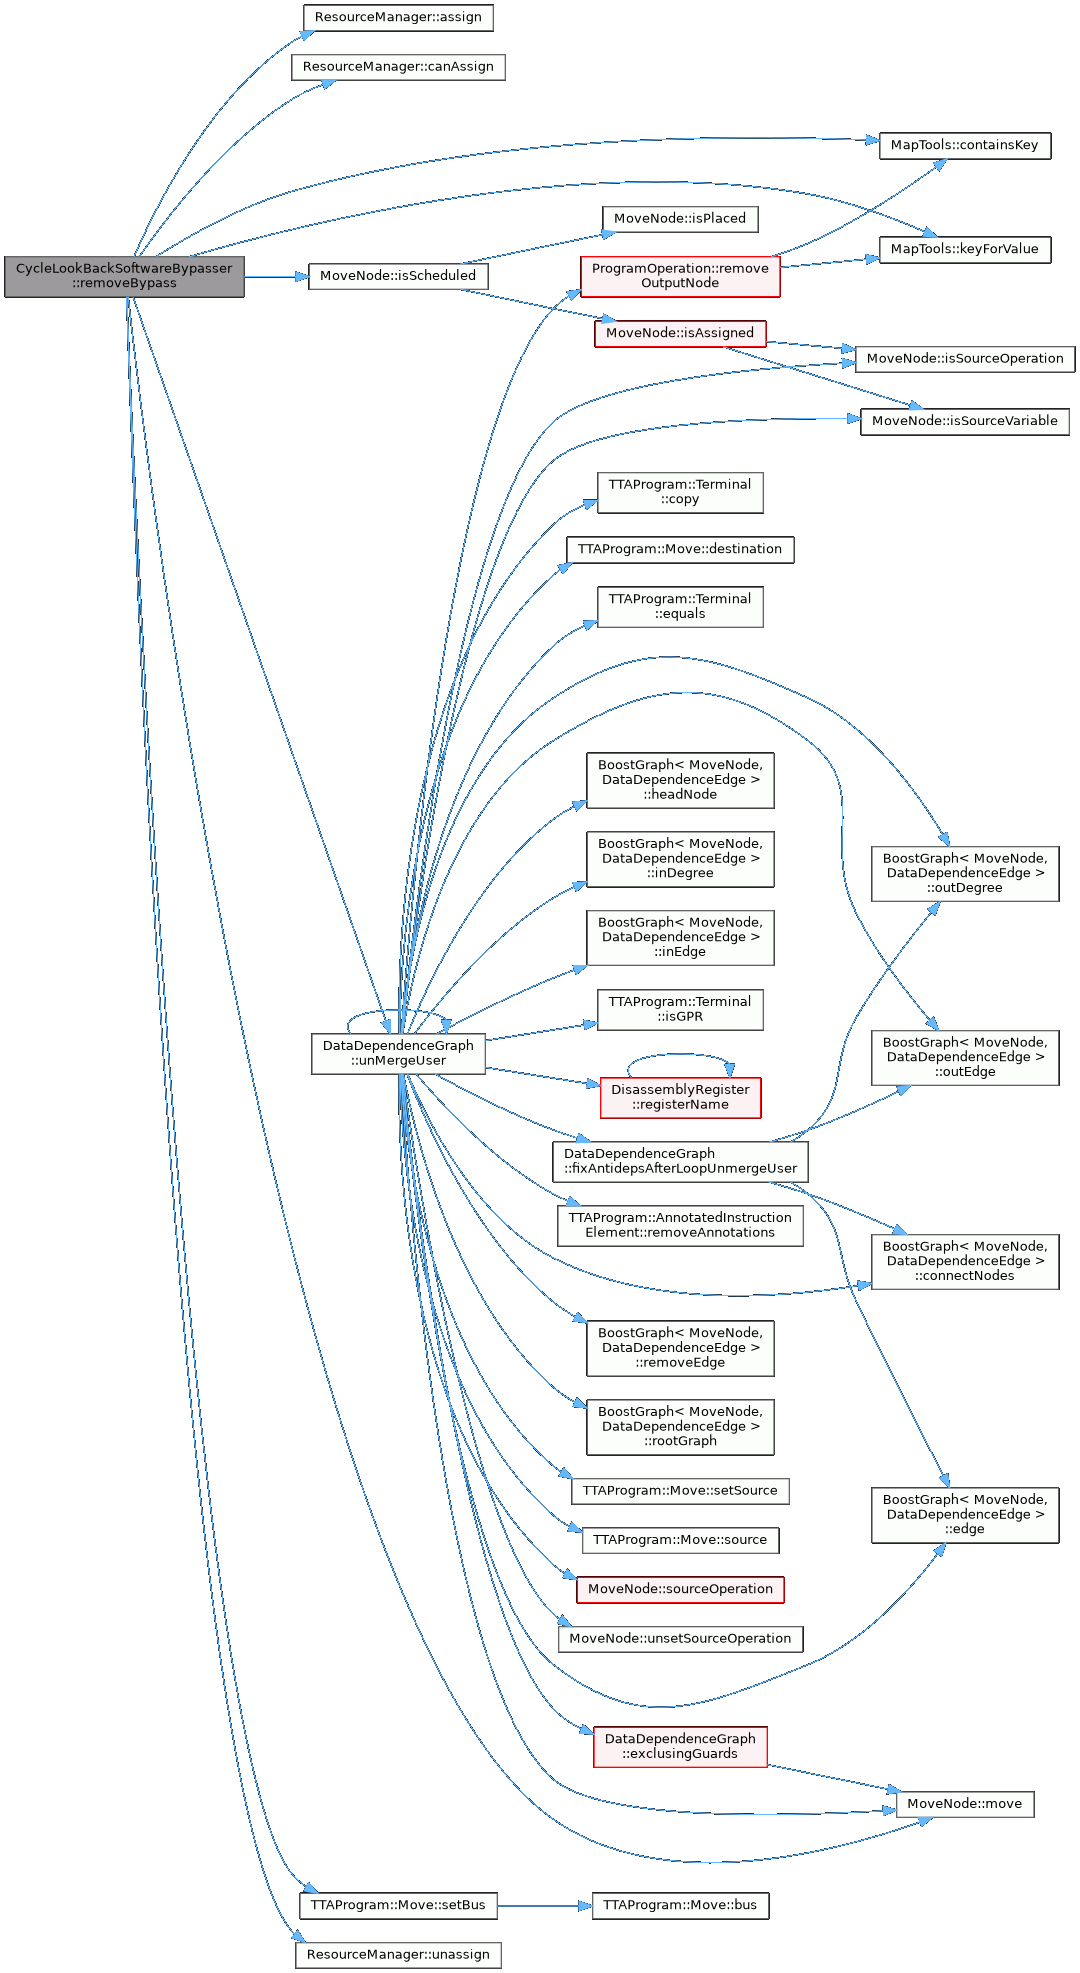 ResourceManager::assign
ResourceManager::canAssign
MapTools::containsKey
MoveNode::isPlaced
MapTools::keyForValue
CycleLookBackSoftwareBypasser
::removeBypass
MoveNode::isScheduled
ProgramOperation::remove
OutputNode
MoveNode::isAssigned
MoveNode::isSourceOperation
MoveNode::isSourceVariable
TTAProgram::Terminal
::copy
TTAProgram::Move::destination
TTAProgram::Terminal
::equals
BoostGraph< MoveNode,
DataDependenceEdge >
::headNode
BoostGraph< MoveNode,
DataDependenceEdge >
::inDegree
BoostGraph< MoveNode,
DataDependenceEdge >
::outDegree
BoostGraph< MoveNode,
DataDependenceEdge >
::inEdge
TTAProgram::Terminal
::isGPR
DataDependenceGraph
::unMergeUser
BoostGraph< MoveNode,
DataDependenceEdge >
::outEdge
DisassemblyRegister
::registerName
DataDependenceGraph
::fixAntidepsAfterLoopUnmergeUser
TTAProgram::AnnotatedInstruction
Element::removeAnnotations
BoostGraph< MoveNode,
DataDependenceEdge >
::connectNodes
BoostGraph< MoveNode,
DataDependenceEdge >
::removeEdge
BoostGraph< MoveNode,
DataDependenceEdge >
::rootGraph
TTAProgram::Move::setSource
BoostGraph< MoveNode,
DataDependenceEdge >
::edge
TTAProgram::Move::source
MoveNode::sourceOperation
MoveNode::unsetSourceOperation
DataDependenceGraph
::exclusingGuards
MoveNode::move
TTAProgram::Move::setBus
TTAProgram::Move::bus
ResourceManager::unassign